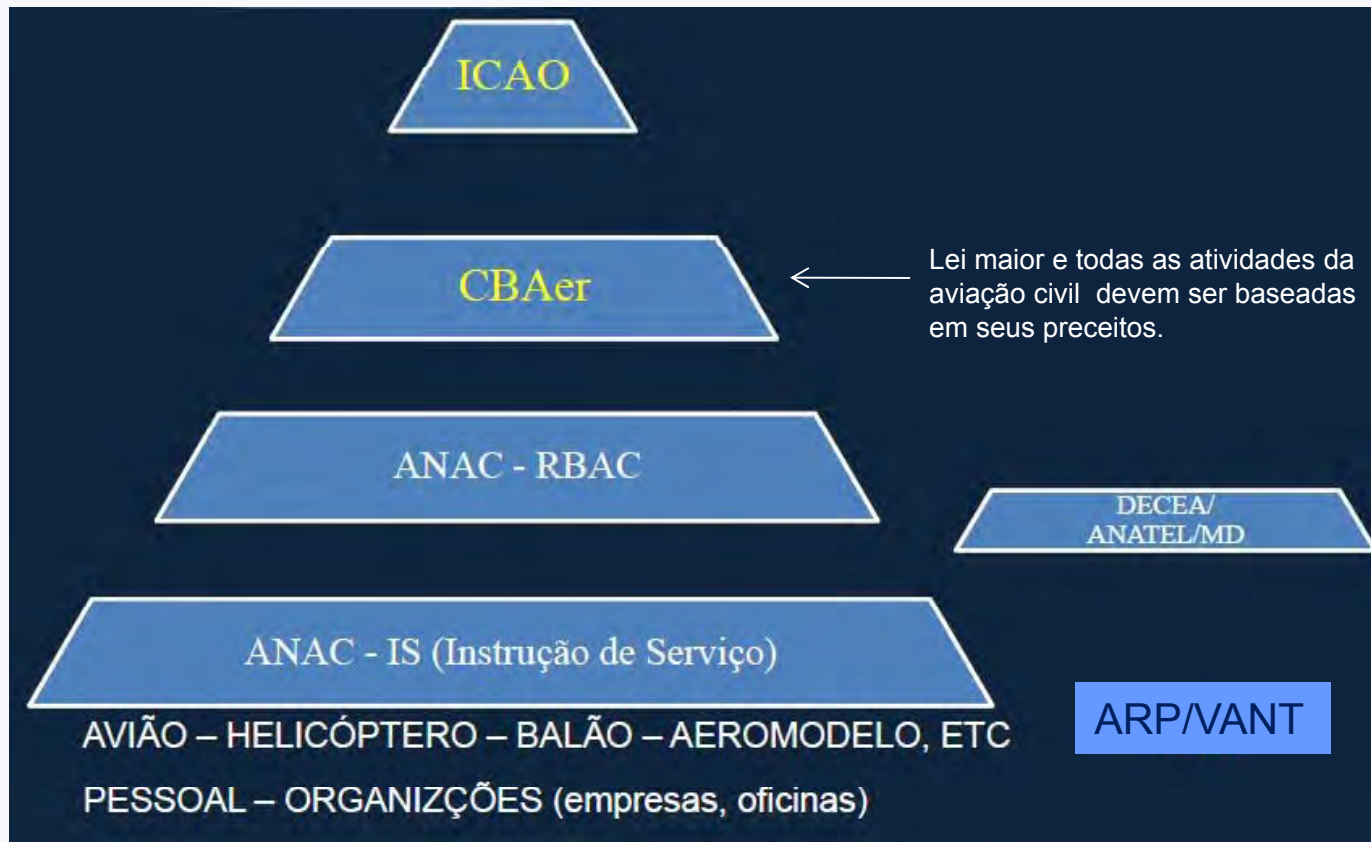 ICAO
CBAer
Lei maior e todas as atividades da
aviação civil devem ser baseadas
em seus preceitos.
ANAC - RBAC
DECEA/
ANATEL/MD
ANAC - IS (Instrução de Serviço)
AVIÃO – HELICÓPTERO – BALÃO – AEROMODELO, ETC
ARP/VANT
PESSOAL – ORGANIZÇÕES (empresas, oficinas)